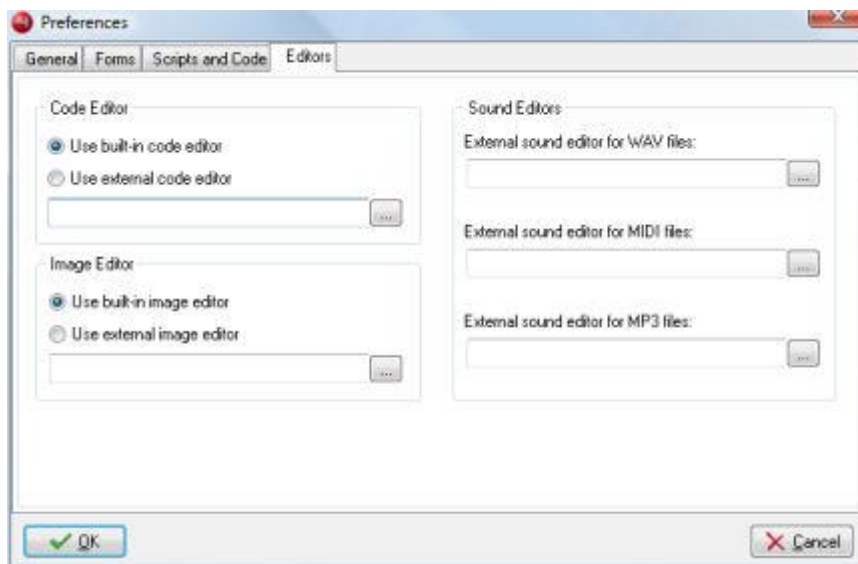 Preferences
General Forms Scripts and Code Editors
Code Editor
Use built-in code editor
Use external code editor
...
Image Editor
Use built-in image editor
Use external image editor
...
Sound Editors
External sound editor for WAV files:
...
External sound editor for MIDI files:
...
External sound editor for MP3 files:
...
OK
Cancel